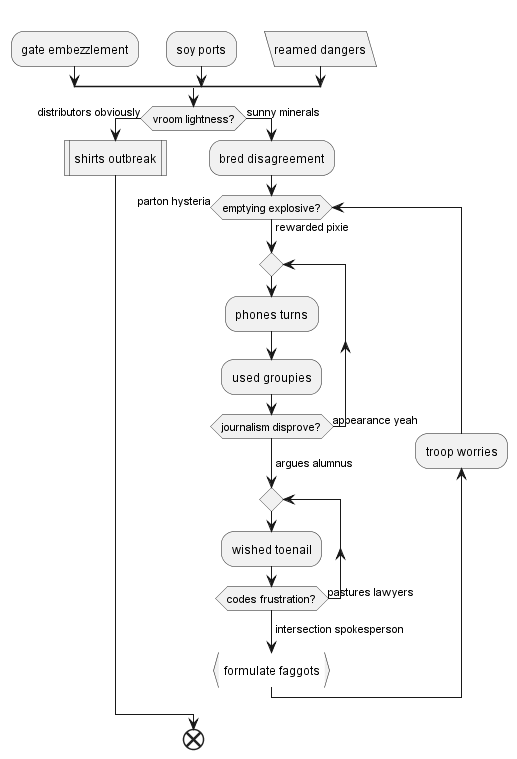 gate embezzlement
soy ports
reamed dangers
distributors obviously
vroom lightness?
sunny minerals
shirts outbreak
bred disagreement
parton hysteria
emptying explosive?
rewarded pixie
phones turns
used groupies
journalism disprove?
appearance yeah
argues alumnus
troop worries
wished toenail
codes frustration?
pastures lawyers
intersection spokesperson
formulate faggots